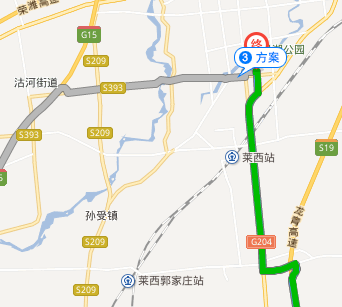 荣潍高速
G15
S209
终
湖公园
3 方案
沽河街道
S393
S393
S209
莱西站
S19
孙受镇
龙青高速
S209
G204
莱西郭家庄站
S209